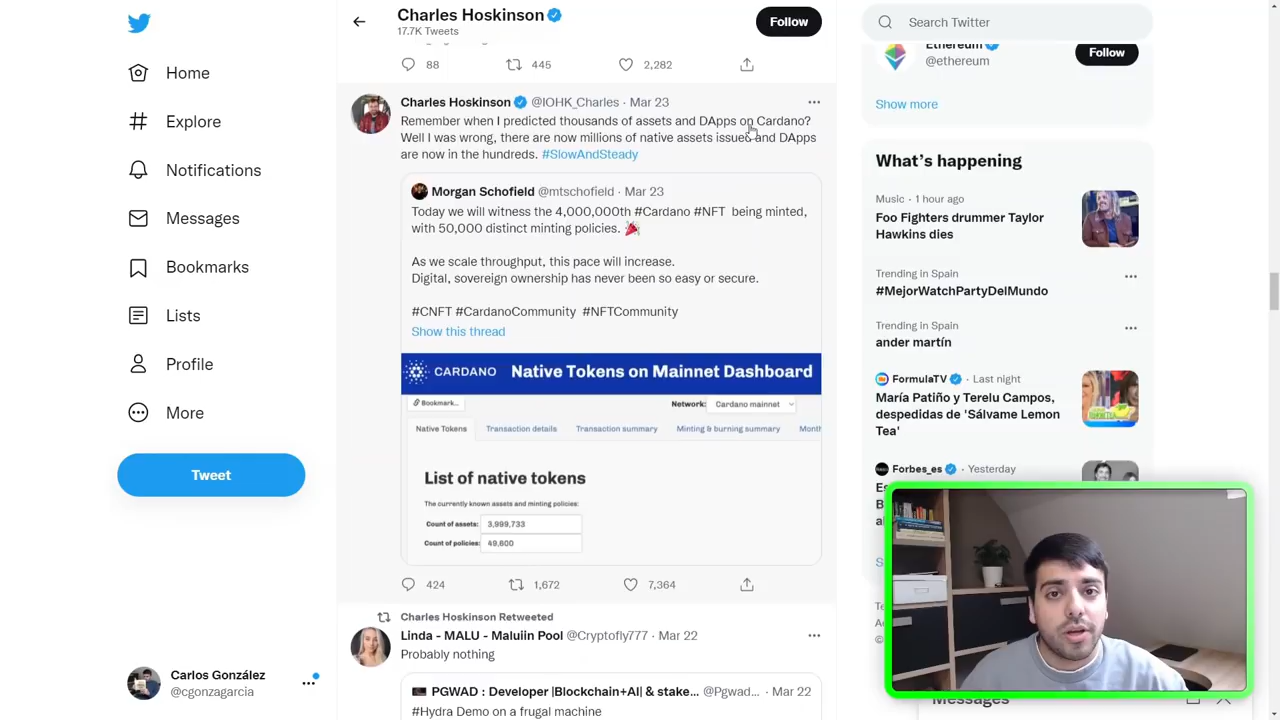 Home
Explore
Notifications
Messages
Bookmarks
Lists
Profile
More
Tweet
Carlos González
@cgonzagarcia
Charles Hoskinson
17.7K Tweets
Follow
88 445 2,282
Charles Hoskinson @IOHK_Charles · Mar 23
Remember when I predicted thousands of assets and DApps on Cardano?
Well I was wrong, there are now millions of native assets issued and DApps
are now in the hundreds. #SlowAndSteady
Morgan Schofield @mtschofield · Mar 23
Today we will witness the 4,000,000th #Cardano #NFT being minted,
with 50,000 distinct minting policies.
As we scale throughput, this pace will increase.
Digital, sovereign ownership has never been so easy or secure.
#CNFT #CardanoCommunity #NFTCommunity
Show this thread
CARDANO Native Tokens on Mainnet Dashboard
Bookmark... Network: Cardano mainnet
Native Tokens Transaction details Transaction summary Minting & burning summary Month
List of native tokens
The currently known assets and minting policies:
Count of assets: 3,999,733
Count of policies: 49,600
424 1,672 7,364
Charles Hoskinson Retweeted
Linda - MALU - Maluiin Pool @Cryptofly777 · Mar 22
Probably nothing
PGWAD : Developer |Blockchain+AI| & stake... @Pgwad... · Mar 22
#Hydra Demo on a frugal machine
Search Twitter
Ethereum
@ethereum
Follow
Show more
What's happening
Music · 1 hour ago
Foo Fighters drummer Taylor
Hawkins dies
Trending in Spain
#MejorWatchPartyDelMundo
Trending in Spain
ander martín
FormulaTV · Last night
María Patiño y Terelu Campos,
despedidas de 'Sálvame Lemon
Tea'
Forbes_es · Yesterday
Messages